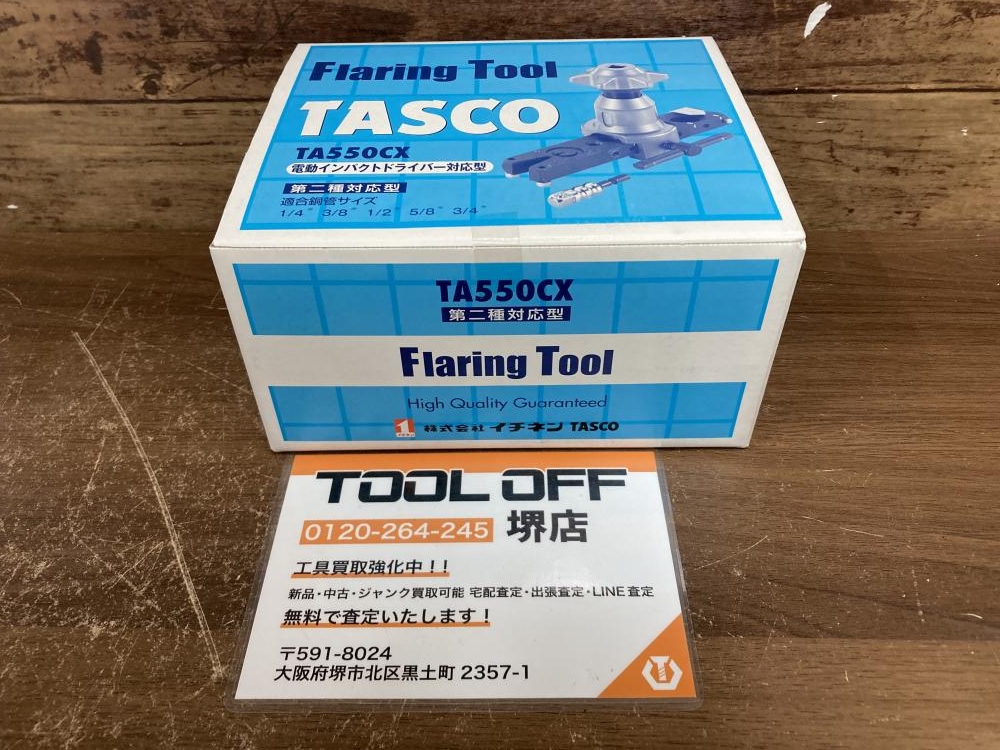 Flaring Tool
TASCO
TA550CX
電動インパクトドライバー対応型
第二種対応型
適合銅管サイズ
1/4" 3/8" 1/2" 5/8" 3/4"
TA550CX
第二種対応型
Flaring Tool
High Quality Guaranteed
株式会社イチネン TASCO
TOOL OFF
0120-264-245 堺店
工具買取強化中！！
新品・中古・ジャンク買取可能 宅配査定・出張査定・LINE査定
無料で査定いたします！
〒591-8024
大阪府堺市北区黒土町 2357-1